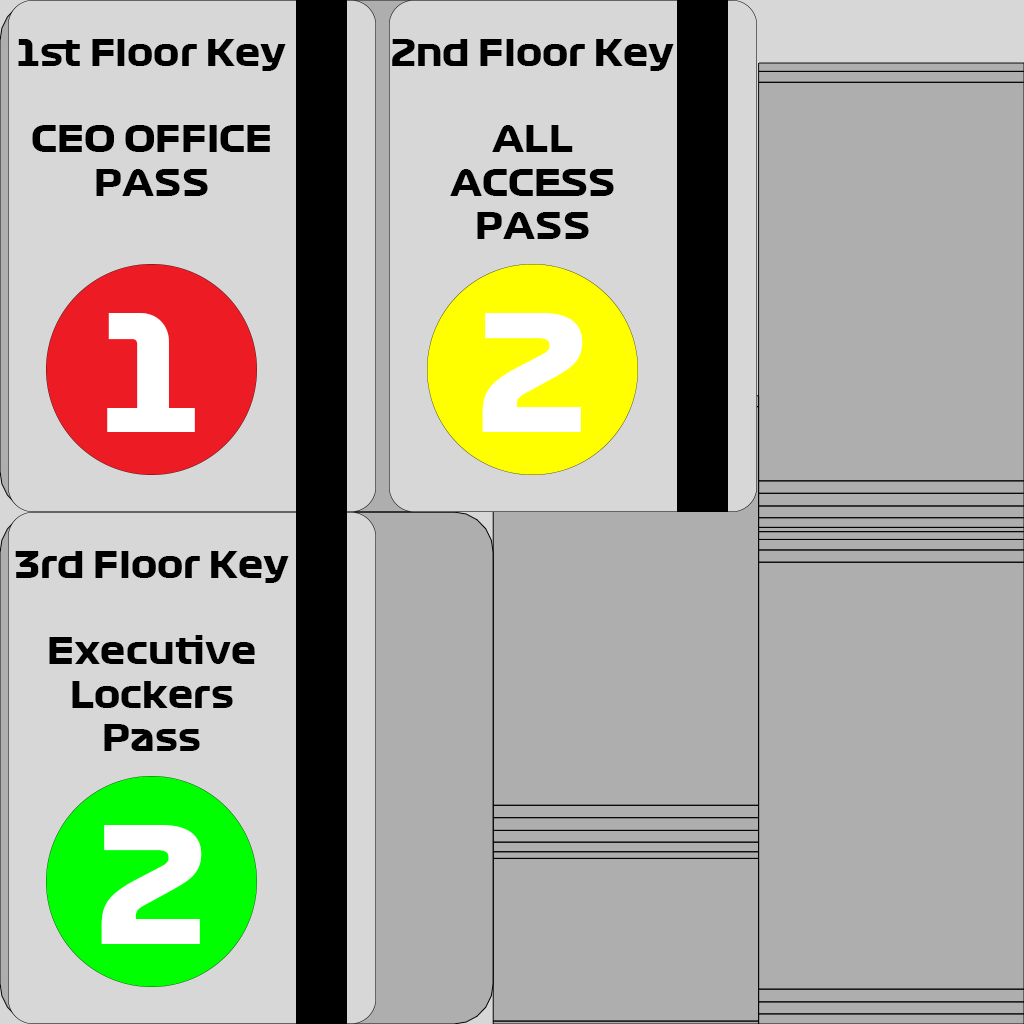 1st Floor Key
CEO OFFICE
PASS
1
2nd Floor Key
ALL
ACCESS
PASS
2
3rd Floor Key
Executive
Lockers
Pass
2